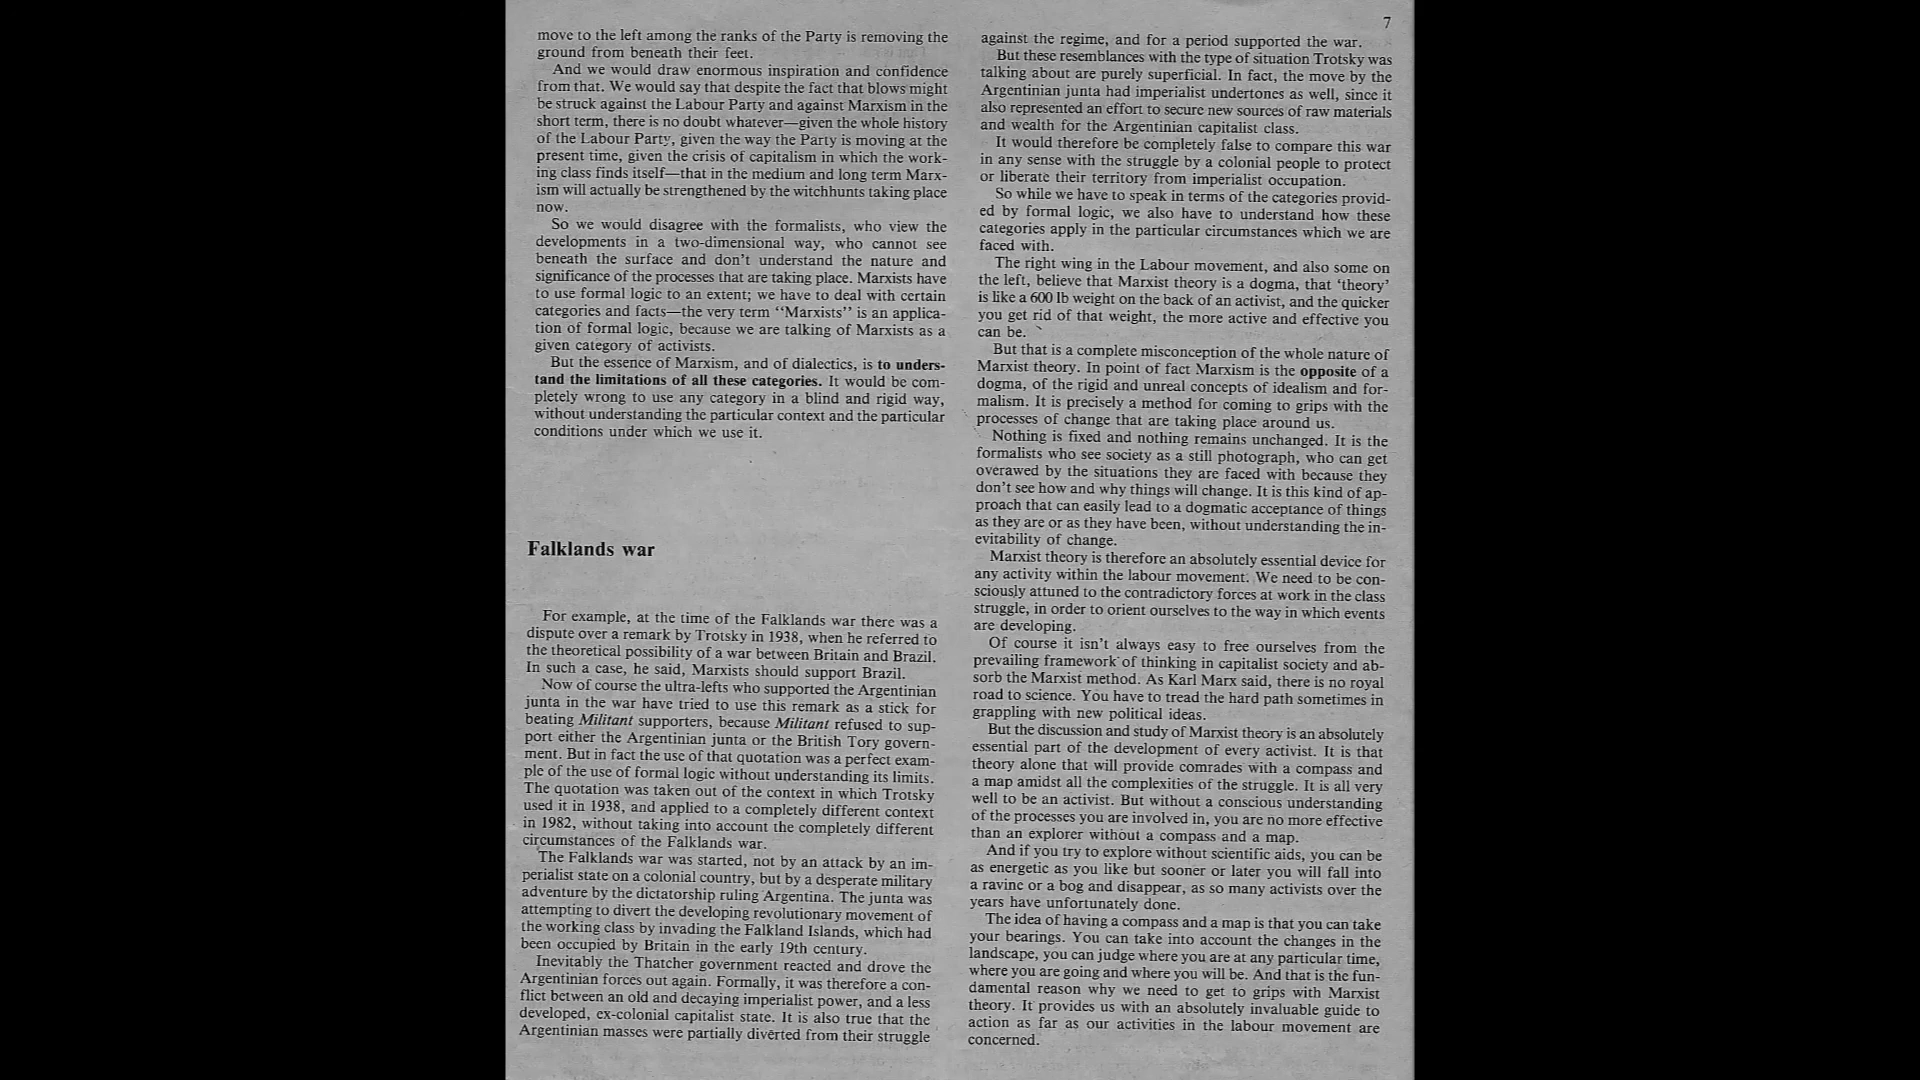 7
move to the left among the ranks of the Party is removing the
ground from beneath their feet.
And we would draw enormous inspiration and confidence
from that. We would say that despite the fact that blows might
be struck against the Labour Party and against Marxism in the
short term, there is no doubt whatever—given the whole history
of the Labour Party, given the way the Party is moving at the
present time, given the crisis of capitalism in which the work-
ing class finds itself—that in the medium and long term Marx-
ism will actually be strengthened by the witchhunts taking place
now.
So we would disagree with the formalists, who view the
developments in a two-dimensional way, who cannot see
beneath the surface and don't understand the nature and
significance of the processes that are taking place. Marxists have
to use formal logic to an extent; we have to deal with certain
categories and facts—the very term "Marxists" is an applica-
tion of formal logic, because we are talking of Marxists as a
given category of activists.
But the essence of Marxism, and of dialectics, is to unders-
tand the limitations of all these categories. It would be com-
pletely wrong to use any category in a blind and rigid way,
without understanding the particular context and the particular
conditions under which we use it.
Falklands war
For example, at the time of the Falklands war there was a
dispute over a remark by Trotsky in 1938, when he referred to
the theoretical possibility of a war between Britain and Brazil.
In such a case, he said, Marxists should support Brazil.
Now of course the ultra-lefts who supported the Argentinian
junta in the war have tried to use this remark as a stick for
beating Militant supporters, because Militant refused to sup-
port either the Argentinian junta or the British Tory govern-
ment. But in fact the use of that quotation was a perfect exam-
ple of the use of formal logic without understanding its limits.
The quotation was taken out of the context in which Trotsky
used it in 1938, and applied to a completely different context
in 1982, without taking into account the completely different
circumstances of the Falklands war.
The Falklands war was started, not by an attack by an im-
perialist state on a colonial country, but by a desperate military
adventure by the dictatorship ruling Argentina. The junta was
attempting to divert the developing revolutionary movement of
the working class by invading the Falkland Islands, which had
been occupied by Britain in the early 19th century.
Inevitably the Thatcher government reacted and drove the
Argentinian forces out again. Formally, it was therefore a con-
flict between an old and decaying imperialist power, and a less
developed, ex-colonial capitalist state. It is also true that the
Argentinian masses were partially diverted from their struggle
against the regime, and for a period supported the war.
But these resemblances with the type of situation Trotsky was
talking about are purely superficial. In fact, the move by the
Argentinian junta had imperialist undertones as well, since it
also represented an effort to secure new sources of raw materials
and wealth for the Argentinian capitalist class.
It would therefore be completely false to compare this war
in any sense with the struggle by a colonial people to protect
or liberate their territory from imperialist occupation.
So while we have to speak in terms of the categories provid-
ed by formal logic, we also have to understand how these
categories apply in the particular circumstances which we are
faced with.
The right wing in the Labour movement, and also some on
the left, believe that Marxist theory is a dogma, that 'theory'
is like a 600 lb weight on the back of an activist, and the quicker
you get rid of that weight, the more active and effective you
can be.
But that is a complete misconception of the whole nature of
Marxist theory. In point of fact Marxism is the opposite of a
dogma, of the rigid and unreal concepts of idealism and for-
malism. It is precisely a method for coming to grips with the
processes of change that are taking place around us.
Nothing is fixed and nothing remains unchanged. It is the
formalists who see society as a still photograph, who can get
overawed by the situations they are faced with because they
don't see how and why things will change. It is this kind of ap-
proach that can easily lead to a dogmatic acceptance of things
as they are or as they have been, without understanding the in-
evitability of change.
Marxist theory is therefore an absolutely essential device for
any activity within the labour movement. We need to be con-
sciously attuned to the contradictory forces at work in the class
struggle, in order to orient ourselves to the way in which events
are developing.
Of course it isn't always easy to free ourselves from the
prevailing framework of thinking in capitalist society and ab-
sorb the Marxist method. As Karl Marx said, there is no royal
road to science. You have to tread the hard path sometimes in
grappling with new political ideas.
But the discussion and study of Marxist theory is an absolutely
essential part of the development of every activist. It is that
theory alone that will provide comrades with a compass and
a map amidst all the complexities of the struggle. It is all very
well to be an activist. But without a conscious understanding
of the processes you are involved in, you are no more effective
than an explorer without a compass and a map.
And if you try to explore without scientific aids, you can be
as energetic as you like but sooner or later you will fall into
a ravine or a bog and disappear, as so many activists over the
years have unfortunately done.
The idea of having a compass and a map is that you can take
your bearings. You can take into account the changes in the
landscape, you can judge where you are at any particular time,
where you are going and where you will be. And that is the fun-
damental reason why we need to get to grips with Marxist
theory. It provides us with an absolutely invaluable guide to
action as far as our activities in the labour movement are
concerned.